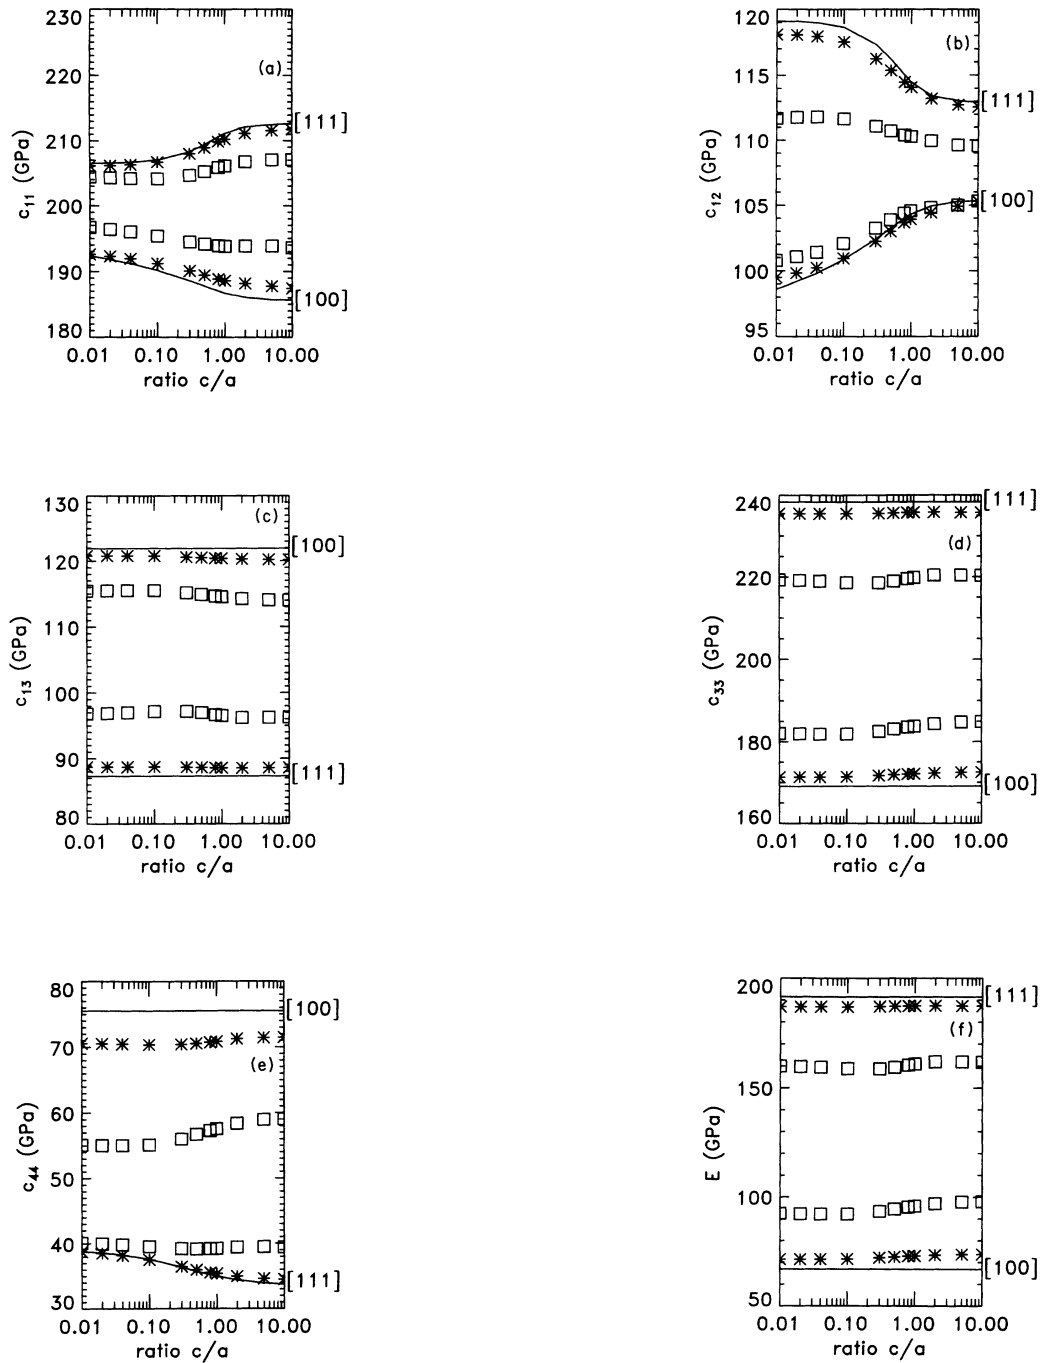 230
220
210
200
190
180
c11 (GPa)
(a)
[111]
[100]
0.01 0.10 1.00 10.00
ratio c/a
120
115
110
105
100
95
c12 (GPa)
(b)
[111]
[100]
0.01 0.10 1.00 10.00
ratio c/a
130
120
110
100
90
80
c13 (GPa)
(c)
[100]
[111]
0.01 0.10 1.00 10.00
ratio c/a
240
220
200
180
160
c33 (GPa)
(d)
[111]
[100]
0.01 0.10 1.00 10.00
ratio c/a
80
70
60
50
40
30
c44 (GPa)
(e)
[100]
[111]
0.01 0.10 1.00 10.00
ratio c/a
200
150
100
50
E (GPa)
(f)
[111]
[100]
0.01 0.10 1.00 10.00
ratio c/a